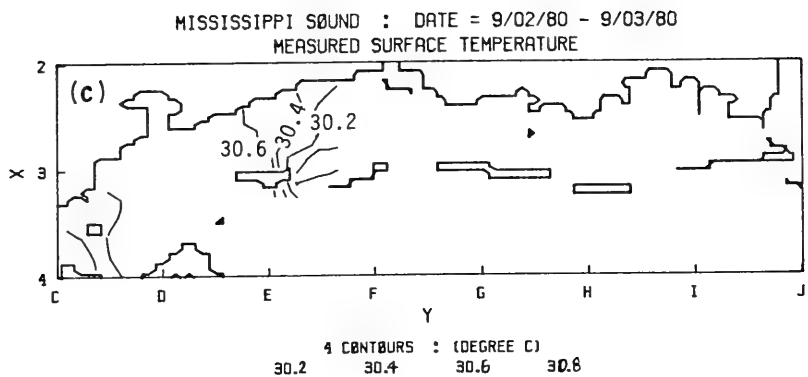 MISSISSIPPI SØUND : DATE = 9/02/80 - 9/03/80
MEASURED SURFACE TEMPERATURE
2
(c)
30.4
30.6
30.2
X
3
4
C D E F G H I J
Y
4 CØNTØURS : (DEGREE C)
30.2 30.4 30.6 30.8